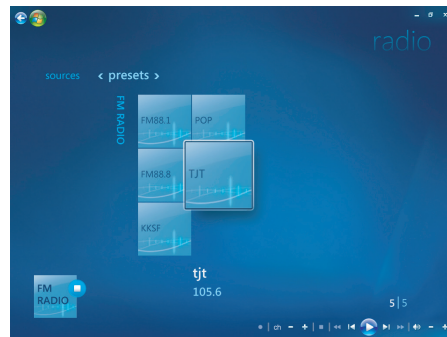 radio
sources < presets >
FM RADIO
FM88.1 POP
FM88.8 TJT
KKSF
tjt
105.6
FM
RADIO
5|5
ch